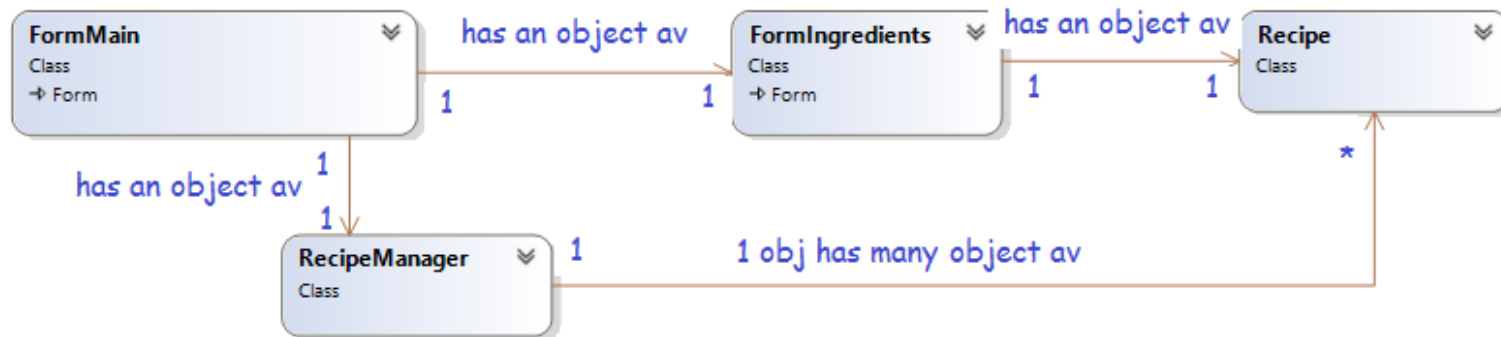 FormMain
Class
Form
has an object av
1
1
FormIngredients
Class
Form
has an object av
1
1
Recipe
Class
1
has an object av
1
RecipeManager
Class
1
1 obj has many object av
*